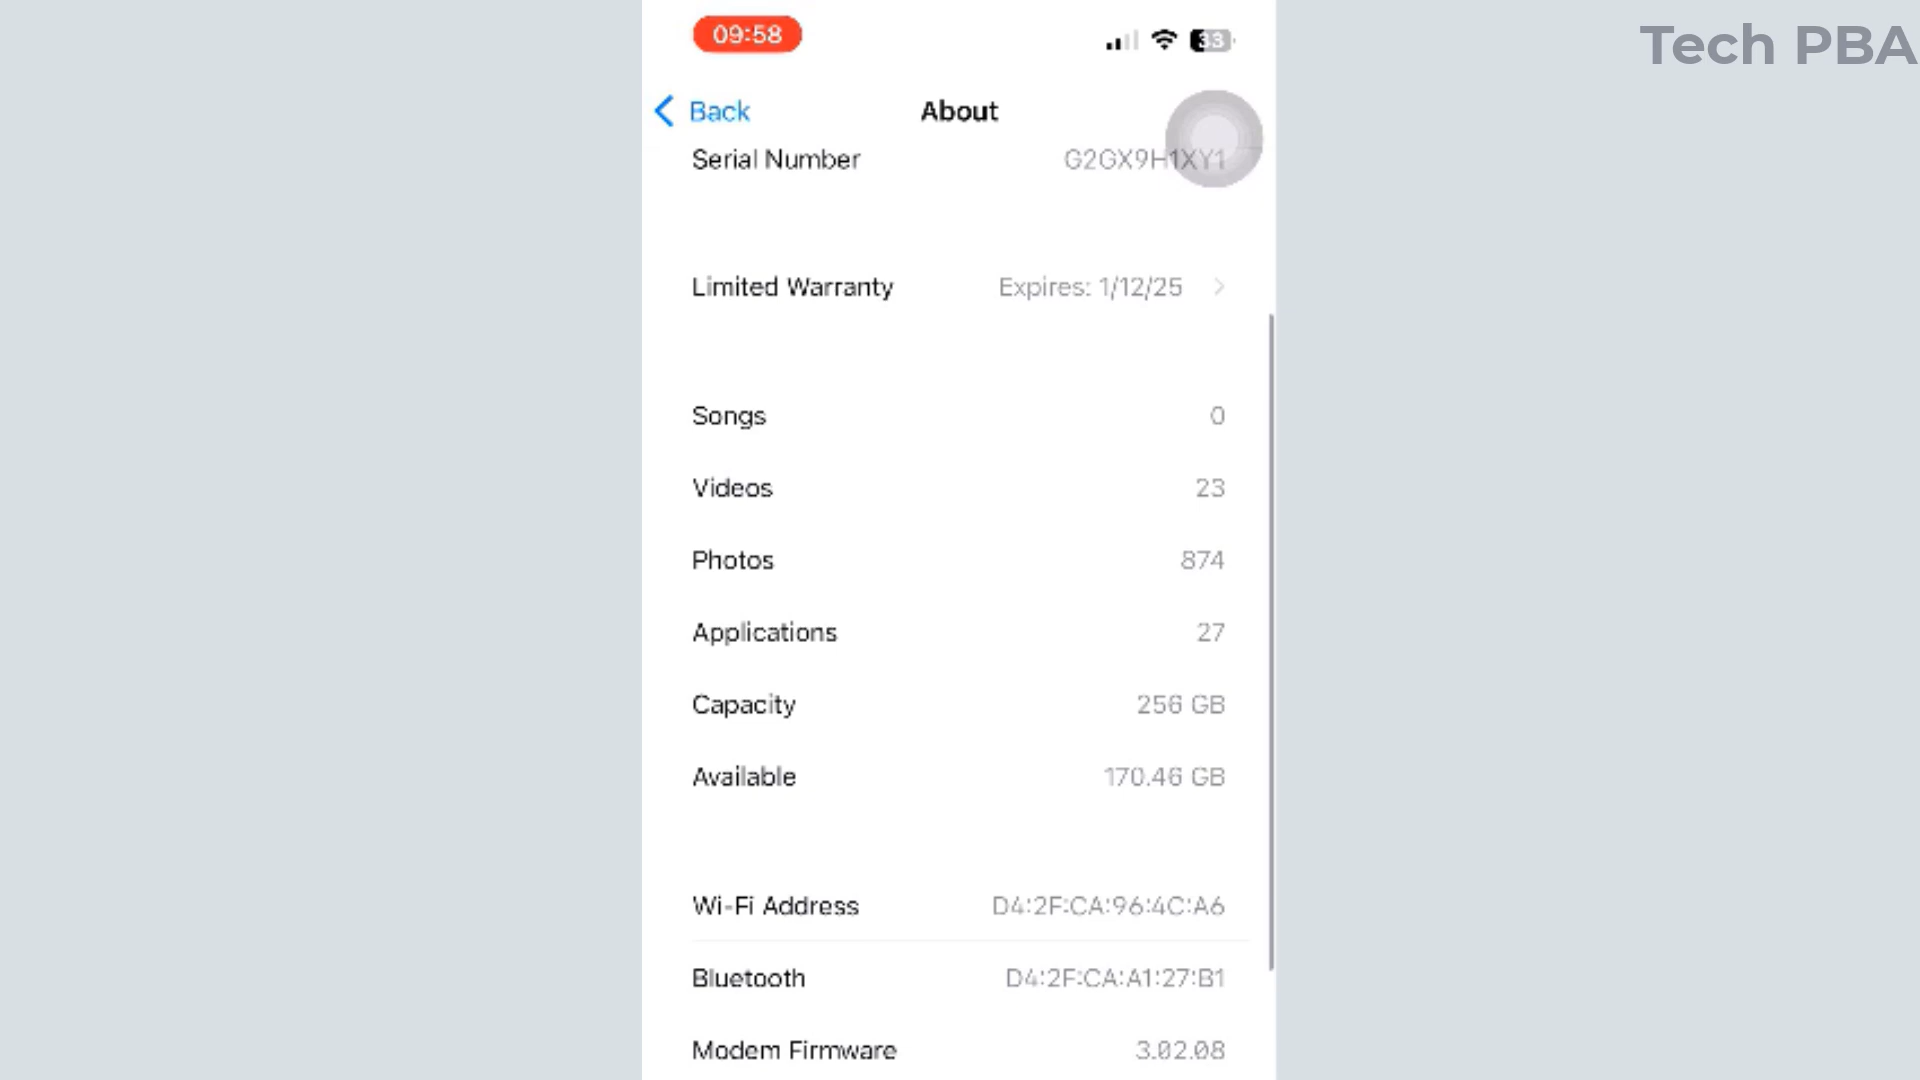 Tech PBA
09:58
33
Back About
Serial Number G2GX9H1XY1
Limited Warranty Expires: 1/12/25
Songs 0
Videos 23
Photos 874
Applications 27
Capacity 256 GB
Available 170.46 GB
Wi-Fi Address D4:2F:CA:96:4C:A6
Bluetooth D4:2F:CA:A1:27:B1
Modem Firmware 3.02.08